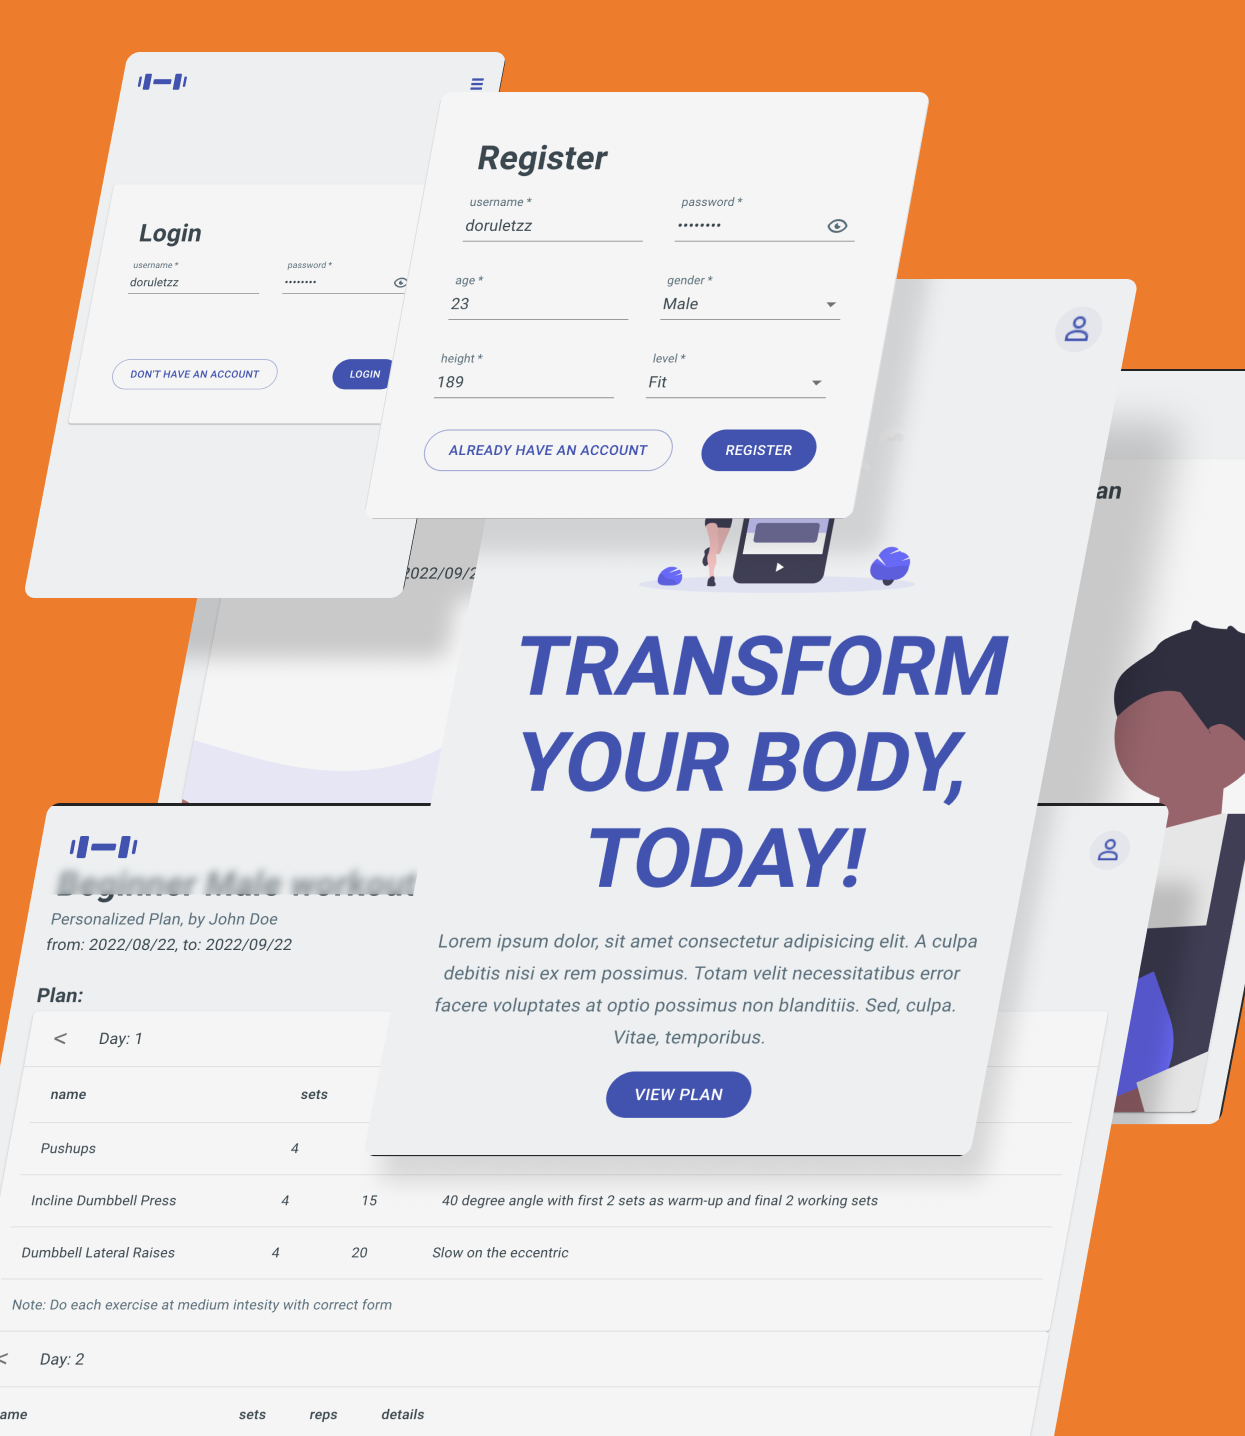 Login
username *
password *
doruletzz
••••••••
DON'T HAVE AN ACCOUNT
LOGIN
Register
username *
password *
doruletzz
••••••••
age *
gender *
23
Male
height *
level *
189
Fit
ALREADY HAVE AN ACCOUNT
REGISTER
an
2022/09/2
TRANSFORM
YOUR BODY,
TODAY!
Lorem ipsum dolor, sit amet consectetur adipisicing elit. A culpa
debitis nisi ex rem possimus. Totam velit necessitatibus error
facere voluptates at optio possimus non blanditiis. Sed, culpa.
Vitae, temporibus.
VIEW PLAN
Beginner Male workout
Personalized Plan, by John Doe
from: 2022/08/22, to: 2022/09/22
Plan:
< Day: 1
name sets
Pushups 4
Incline Dumbbell Press 4 15 40 degree angle with first 2 sets as warm-up and final 2 working sets
Dumbbell Lateral Raises 4 20 Slow on the eccentric
Note: Do each exercise at medium intesity with correct form
< Day: 2
ame sets reps details